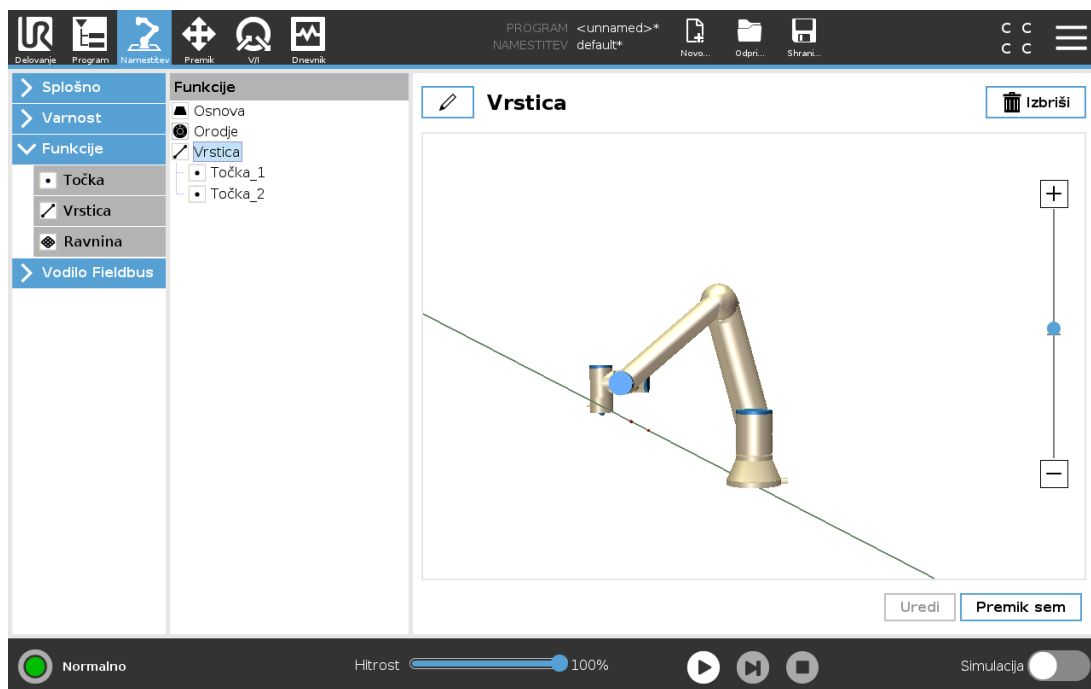 PROGRAM <unnamed>*
NAMESTITEV default*
Delovanje Program Namestitev Premik V/I Dnevnik Novo... Odpri... Shrani...
C C
C C
Splošno
Varnost
Funkcije
Točka
Vrstica
Ravnina
Vodilo Fieldbus
Funkcije
Osnova
Orodje
Vrstica
Točka_1
Točka_2
Vrstica
Izbriši
Uredi
Premik sem
Normalno
Hitrost 100%
Simulacija